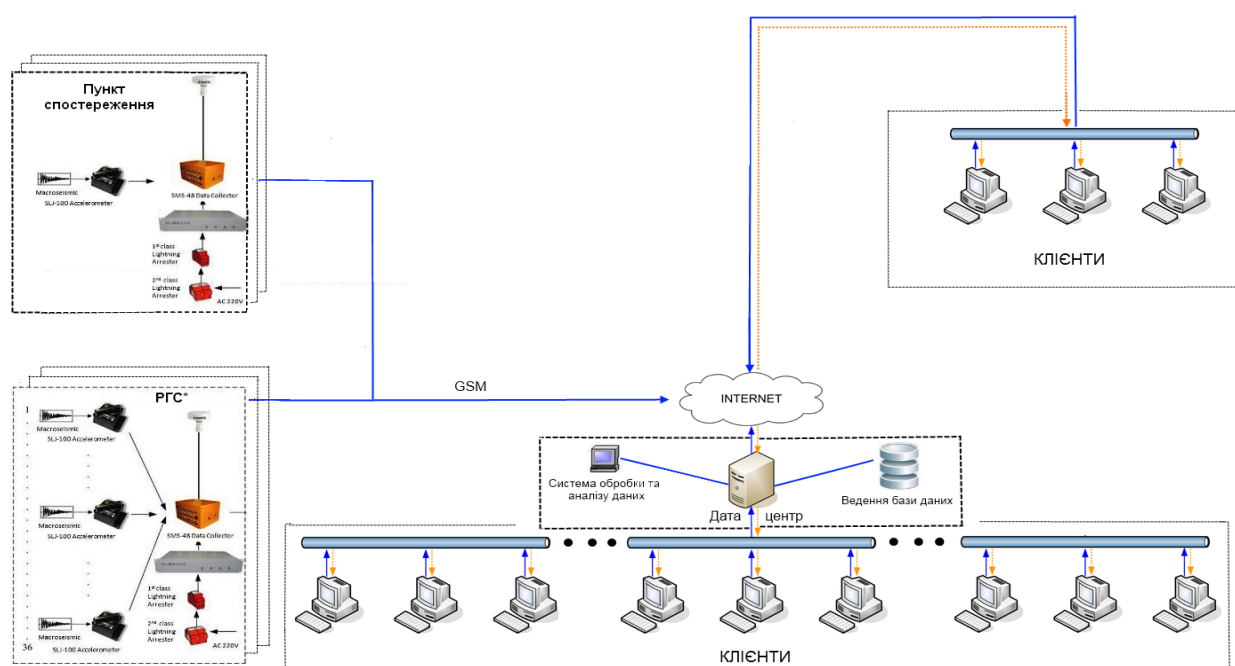 Пункт
спостереження
Macroseismic
SLJ-100 Accelerometer
SMS-48 Data Collector
1st class
Lightning
Arrester
2nd class
Lightning
Arrester
AC 220V
РГС*
1
Macroseismic
SLJ-100 Accelerometer
Macroseismic
SLJ-100 Accelerometer
Macroseismic
SLJ-100 Accelerometer
36
SMS-48 Data Collector
1st class
Lightning
Arrester
2nd class
Lightning
Arrester
AC 220V
GSM
INTERNET
КЛІЄНТИ
Система обробки та
аналізу даних
Ведення бази даних
Дата центр
КЛІЄНТИ